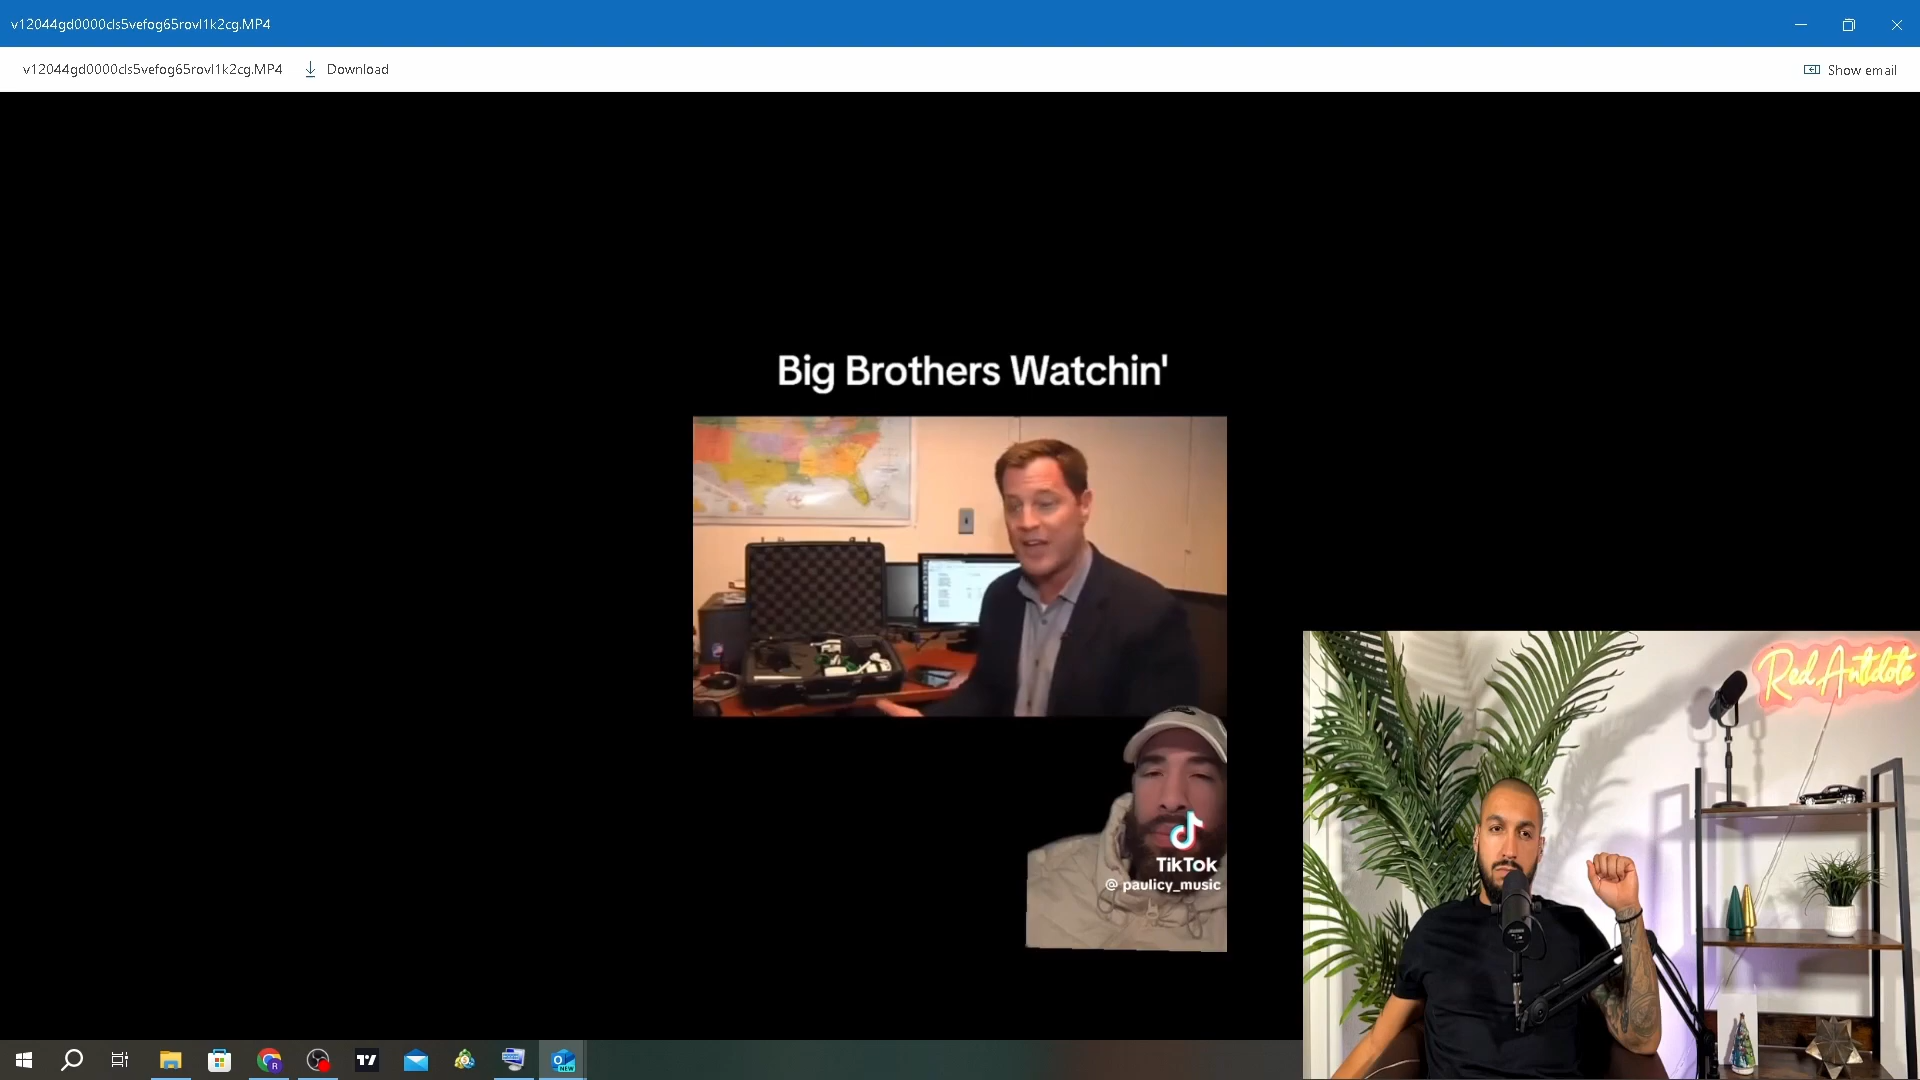 v12044gd0000cls5vefog65rovl1k2cg.MP4
v12044gd0000cls5vefog65rovl1k2cg.MP4
Download
Show email
Big Brothers Watchin'
TikTok
@ paulicy_music
Red Antidote